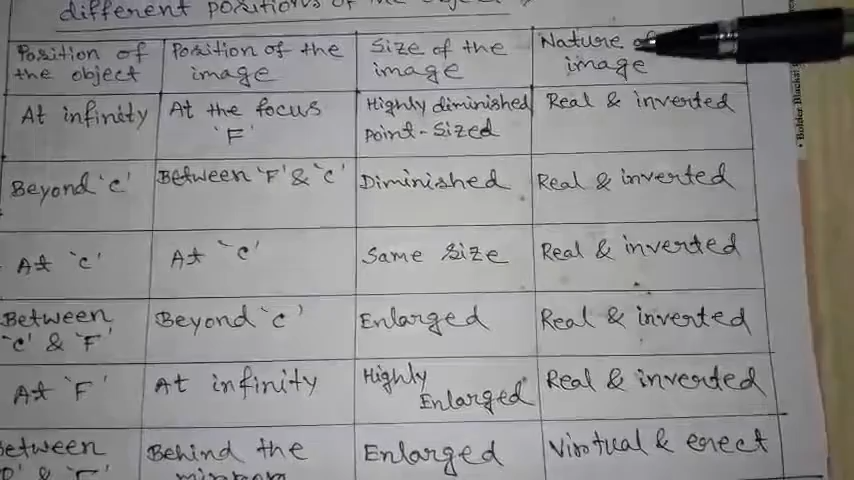 different positions of the object
Position of the object | Position of the image | Size of the image | Nature of image
At infinity | At the focus 'F' | Highly diminished point-sized | Real & inverted
Beyond 'C' | Between 'F' & 'C' | Diminished | Real & inverted
At 'C' | At 'C' | Same size | Real & inverted
Between 'C' & 'F' | Beyond 'C' | Enlarged | Real & inverted
At 'F' | At infinity | Highly Enlarged | Real & inverted
Between | Behind the mirror | Enlarged | Virtual & erect
• Bolder Blacks!